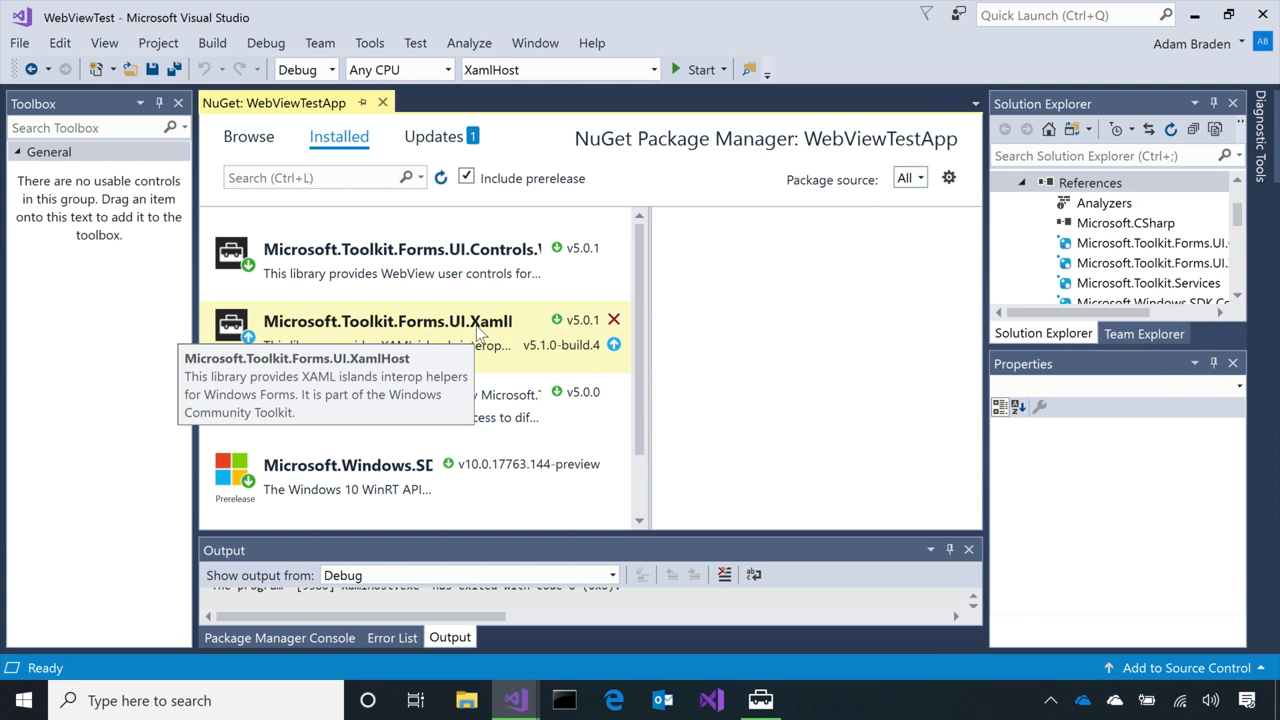 WebViewTest - Microsoft Visual Studio
Quick Launch (Ctrl+Q)
File Edit View Project Build Debug Team Tools Test Analyze Window Help
Adam Braden AB
Debug Any CPU XamlHost Start
Toolbox
Search Toolbox
General
There are no usable controls
in this group. Drag an item
onto this text to add it to the
toolbox.
NuGet: WebViewTestApp
Browse Installed Updates 1
NuGet Package Manager: WebViewTestApp
Search (Ctrl+L)
Include prerelease
Package source: All
Microsoft.Toolkit.Forms.UI.Controls. v5.0.1
This library provides WebView user controls for...
Microsoft.Toolkit.Forms.UI.Xaml v5.0.1
v5.1.0-build.4
Microsoft.Toolkit.Forms.UI.XamlHost
This library provides XAML islands interop helpers
for Windows Forms. It is part of the Windows
Community Toolkit.
Microsoft. v5.0.0
cess to dif...
Microsoft.Windows.SD v10.0.17763.144-preview
The Windows 10 WinRT API...
Prerelease
Output
Show output from: Debug
Package Manager Console Error List Output
Solution Explorer
Search Solution Explorer (Ctrl+;)
References
Analyzers
Microsoft.CSharp
Microsoft.Toolkit.Forms.UI.
Microsoft.Toolkit.Forms.UI.
Microsoft.Toolkit.Services
Microsoft.Windows.SDK.C
Solution Explorer Team Explorer
Properties
Diagnostic Tools
Ready
Add to Source Control
Type here to search